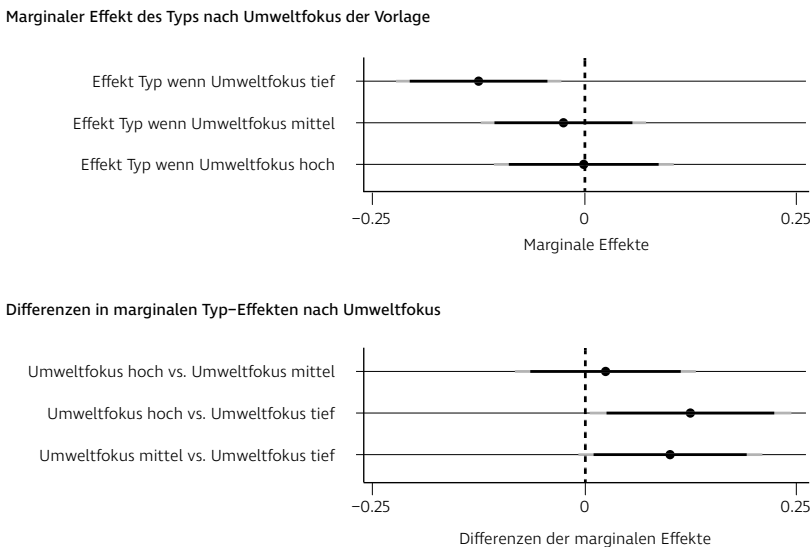 Marginaler Effekt des Typs nach Umweltfokus der Vorlage
Effekt Typ wenn Umweltfokus tief
Effekt Typ wenn Umweltfokus mittel
Effekt Typ wenn Umweltfokus hoch
−0.25 0 0.25
Marginale Effekte
Differenzen in marginalen Typ−Effekten nach Umweltfokus
Umweltfokus hoch vs. Umweltfokus mittel
Umweltfokus hoch vs. Umweltfokus tief
Umweltfokus mittel vs. Umweltfokus tief
−0.25 0 0.25
Differenzen der marginalen Effekte